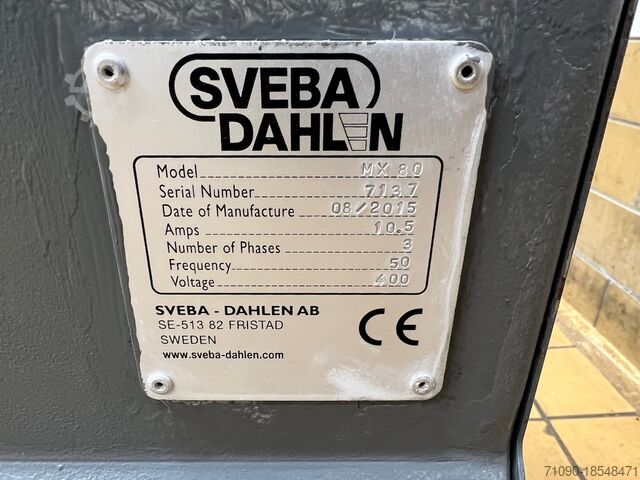 SVEBA
DAHLEN
Model MX 80
Serial Number 7137
Date of Manufacture 08/2015
Amps 10.5
Number of Phases 3
Frequency 50
Voltage 400
SVEBA - DAHLEN AB
SE-513 82 FRISTAD
SWEDEN
www.sveba-dahlen.com
CE
71090-18548471